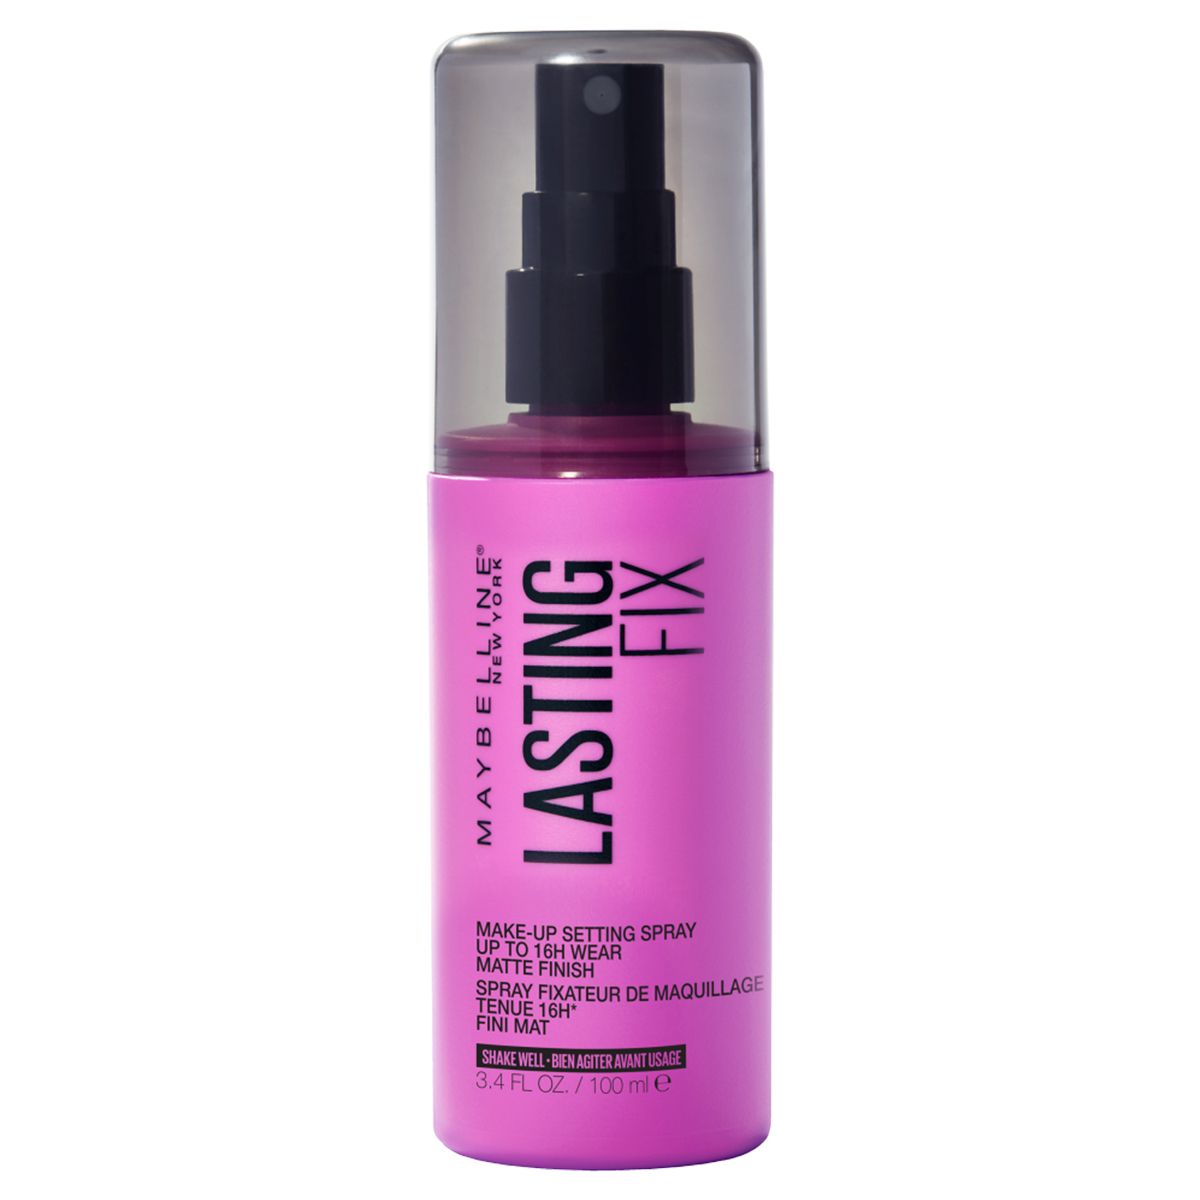 MAYBELLINE®
NEW YORK
LASTING
FIX
MAKE-UP SETTING SPRAY
UP TO 16H WEAR
MATTE FINISH
SPRAY FIXATEUR DE MAQUILLAGE
TENUE 16H*
FINI MAT
SHAKE WELL • BIEN AGITER AVANT USAGE
3.4 FL OZ. / 100 ml ℮